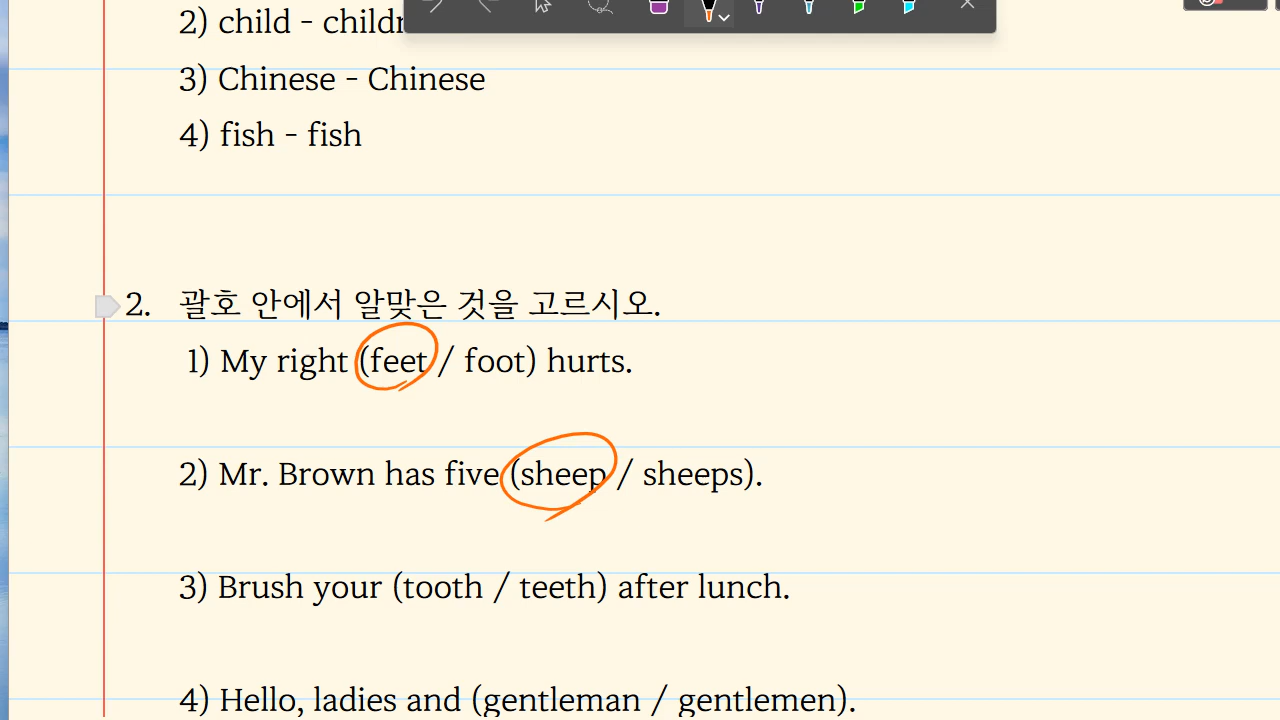 2) child - childr
3) Chinese - Chinese
4) fish - fish
2. 괄호 안에서 알맞은 것을 고르시오.
1) My right (feet / foot) hurts.
2) Mr. Brown has five (sheep / sheeps).
3) Brush your (tooth / teeth) after lunch.
4) Hello, ladies and (gentleman / gentlemen).